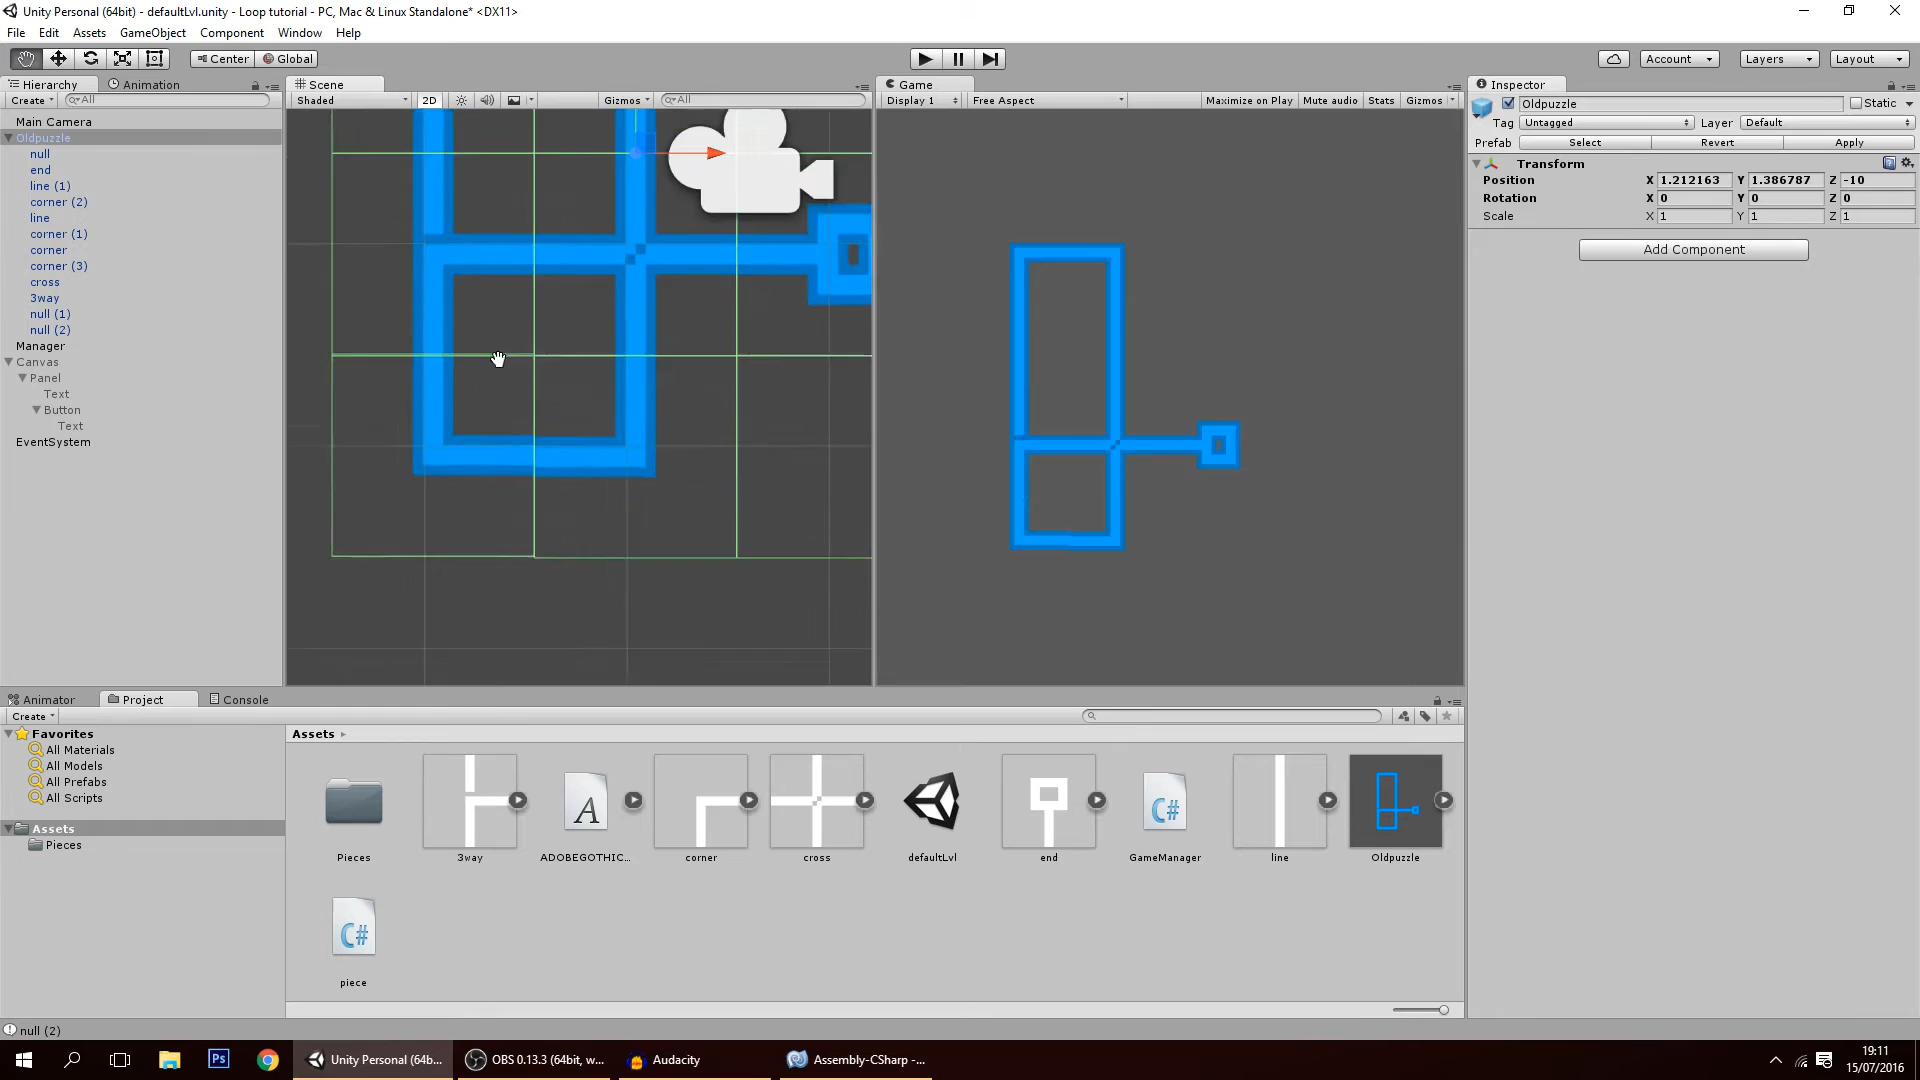 Unity Personal (64bit) - defaultLvl.unity - Loop tutorial - PC, Mac & Linux Standalone* <DX11>
File Edit Assets GameObject Component Window Help
Center Global Account Layers Layout
Hierarchy Animation Scene Game Inspector
Create All Shaded 2D Gizmos All Display 1 Free Aspect Maximize on Play Mute audio Stats Gizmos Oldpuzzle Static
Main Camera
Tag Untagged Layer Default
Oldpuzzle
Prefab Select Revert Apply
null
Transform
end
Position X 1.212163 Y 1.386787 Z -10
line (1)
Rotation X 0 Y 0 Z 0
corner (2)
Scale X 1 Y 1 Z 1
line
corner (1)
corner
Add Component
corner (3)
cross
3way
null (1)
null (2)
Manager
Canvas
Panel
Text
Button
Text
EventSystem
Animator Project Console
Create
Favorites
Assets
All Materials
All Models
All Prefabs
All Scripts
Assets
Pieces
A
C#
Pieces 3way ADOBEGOTHIC... corner cross defaultLvl end GameManager line Oldpuzzle
C#
piece
null (2)
Ps
Unity Personal (64b... OBS 0.13.3 (64bit, w... Audacity Assembly-CSharp -...
19:11
15/07/2016